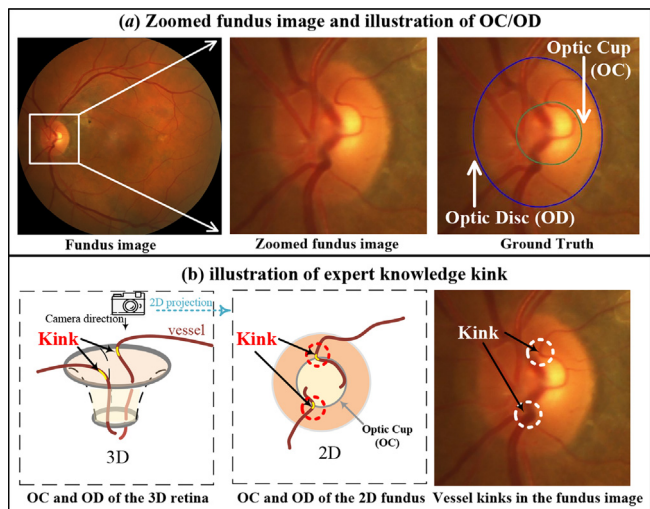 (a) Zoomed fundus image and illustration of OC/OD
Optic Cup
(OC)
Optic Disc (OD)
Fundus image
Zoomed fundus image
Ground Truth
(b) illustration of expert knowledge kink
2D projection
Camera direction
Kink
vessel
3D
OC and OD of the 3D retina
Kink
Optic Cup
(OC)
2D
OC and OD of the 2D fundus
Kink
Vessel kinks in the fundus image